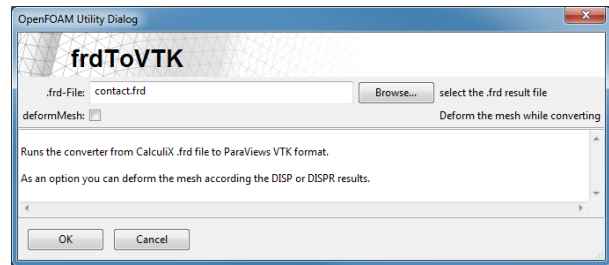 OpenFOAM Utility Dialog
frdToVTK
.frd-File: contact.frd Browse... select the .frd result file
deformMesh: Deform the mesh while converting
Runs the converter from CalculiX .frd file to ParaViews VTK format.
As an option you can deform the mesh according the DISP or DISPR results.
OK Cancel